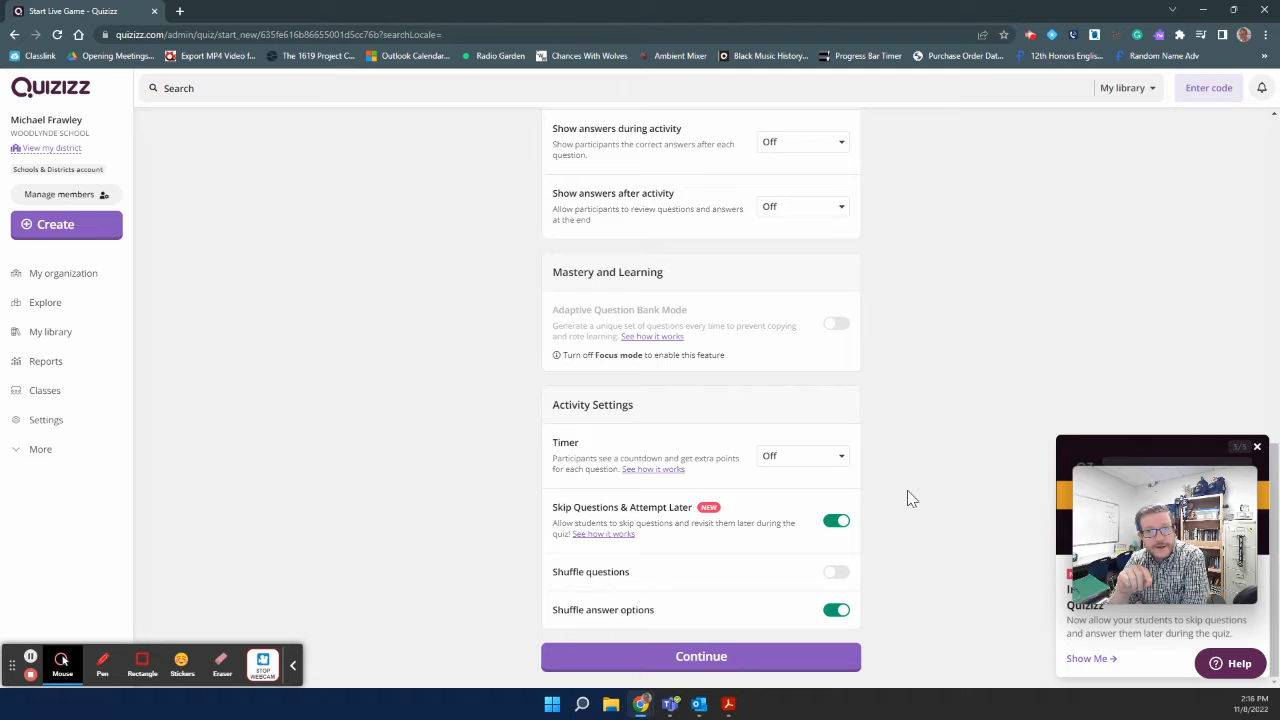 Start Live Game - Quizizz
quizizz.com/admin/quiz/start_new/635fe616b86655001d5cc76b?searchLocale=
Classlink
Opening Meetings...
Export MP4 Video f...
The 1619 Project C...
Outlook Calendar...
Radio Garden
Chances With Wolves
Ambient Mixer
Black Music History...
Progress Bar Timer
Purchase Order Dat...
12th Honors Englis...
Random Name Adv
QUIZIZZ
Search
My library
Enter code
Michael Frawley
WOODLYNDE SCHOOL
View my district
Schools & Districts account
Manage members
Create
My organization
Explore
My library
Reports
Classes
Settings
More
Show answers during activity
Show participants the correct answers after each
question.
Off
Show answers after activity
Allow participants to review questions and answers
at the end
Off
Mastery and Learning
Adaptive Question Bank Mode
Generate a unique set of questions every time to prevent copying
and rote learning. See how it works
Turn off Focus mode to enable this feature
Activity Settings
Timer
Participants see a countdown and get extra points
for each question. See how it works
Off
Skip Questions & Attempt Later NEW
Allow students to skip questions and revisit them later during the
quiz! See how it works
Shuffle questions
Shuffle answer options
Continue
5/5
Quizizz
Now allow your students to skip questions
and answer them later during the quiz.
Show Me →
Help
Mouse
Pen
Rectangle
Stickers
Eraser
STOP
WEBCAM
2:16 PM
11/8/2022